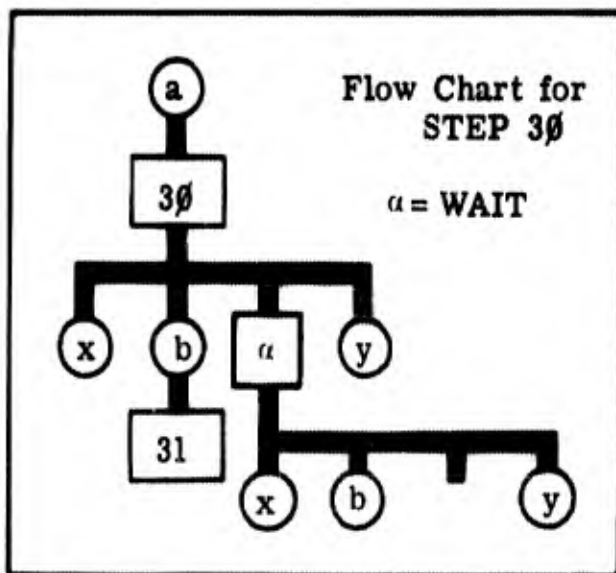 a
Flow Chart for
STEP 3Ø
3Ø
α = WAIT
x b α y
31
x b y